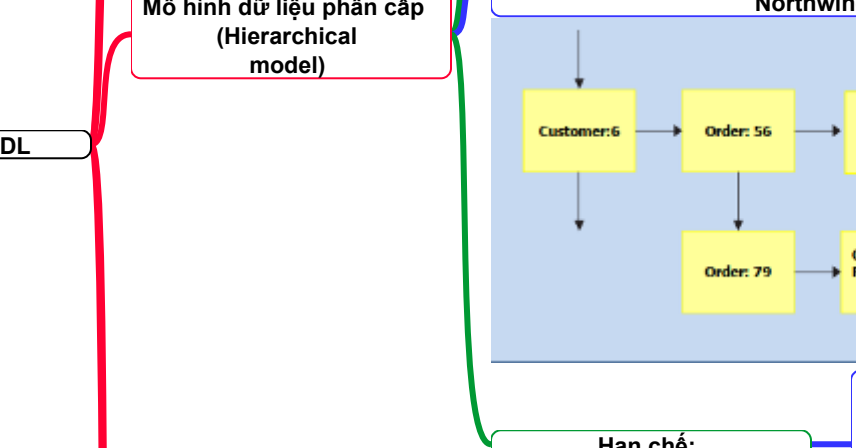 Mô hình dữ liệu phân cấp
(Hierarchical
model)
Northwin
DL
Customer:6
Order: 56
Order: 79
Hạn chế: